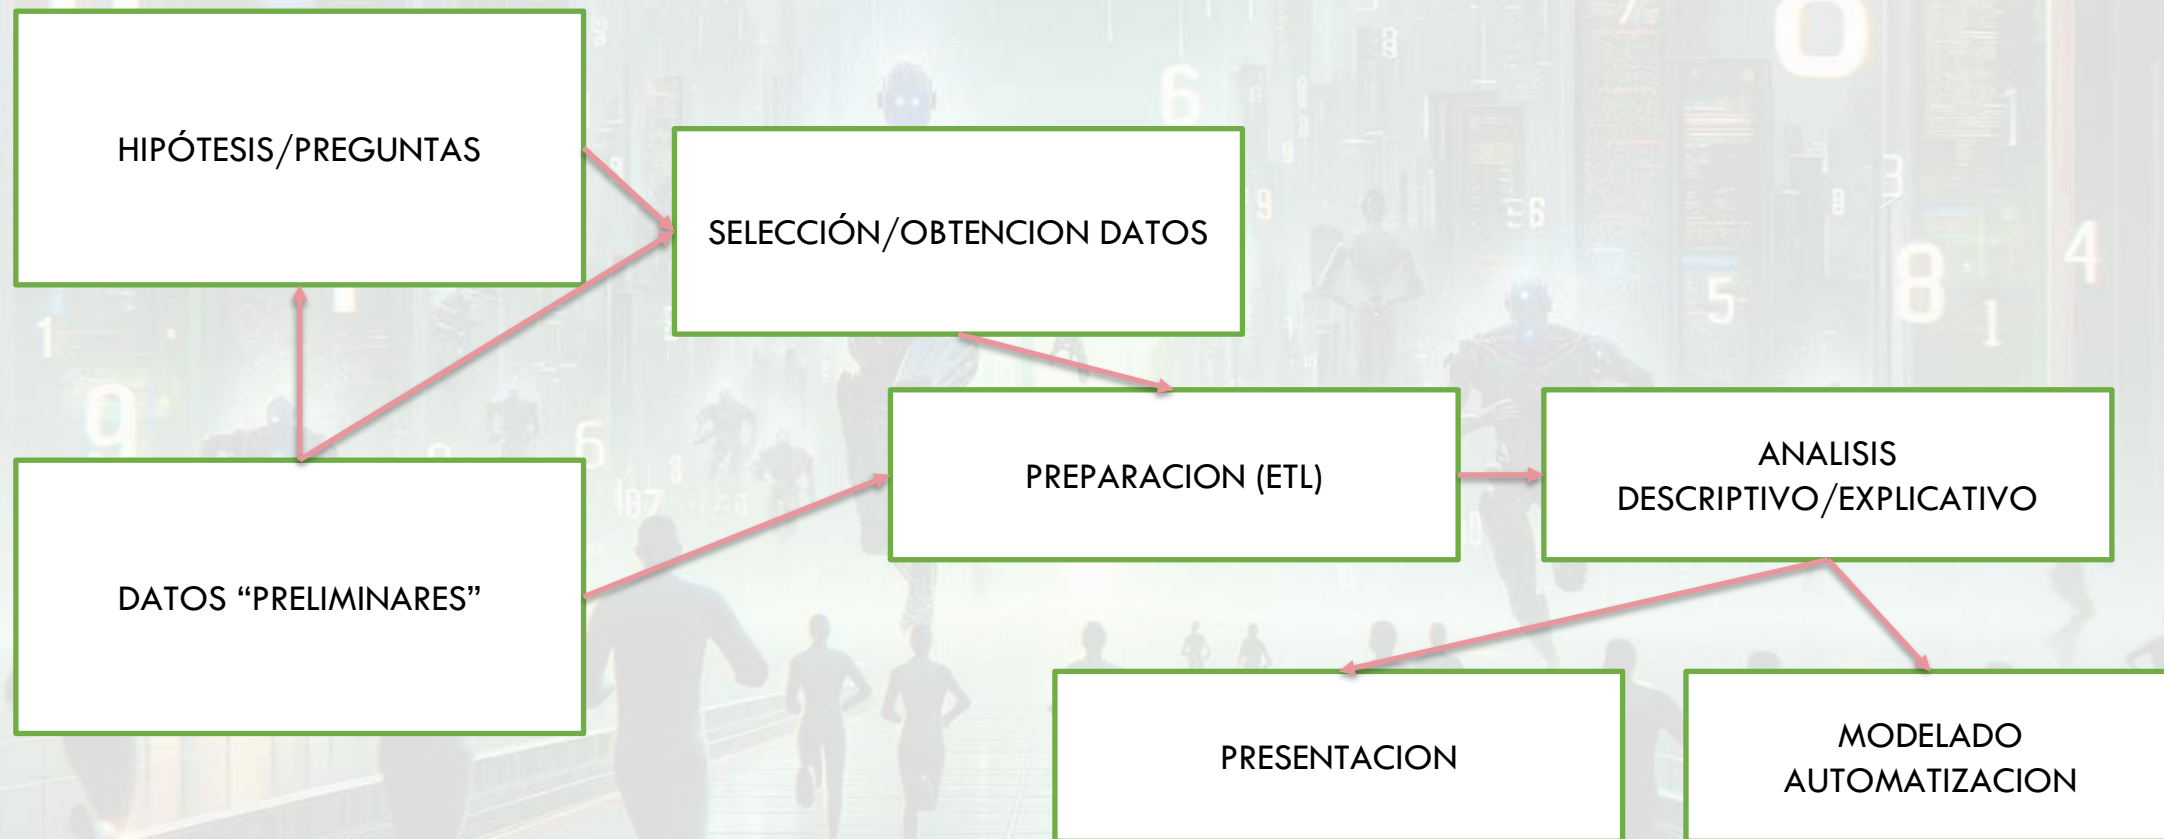 HIPÓTESIS/PREGUNTAS
SELECCIÓN/OBTENCION DATOS
PREPARACION (ETL)
ANALISIS
DESCRIPTIVO/EXPLICATIVO
DATOS “PRELIMINARES”
PRESENTACION
MODELADO
AUTOMATIZACION